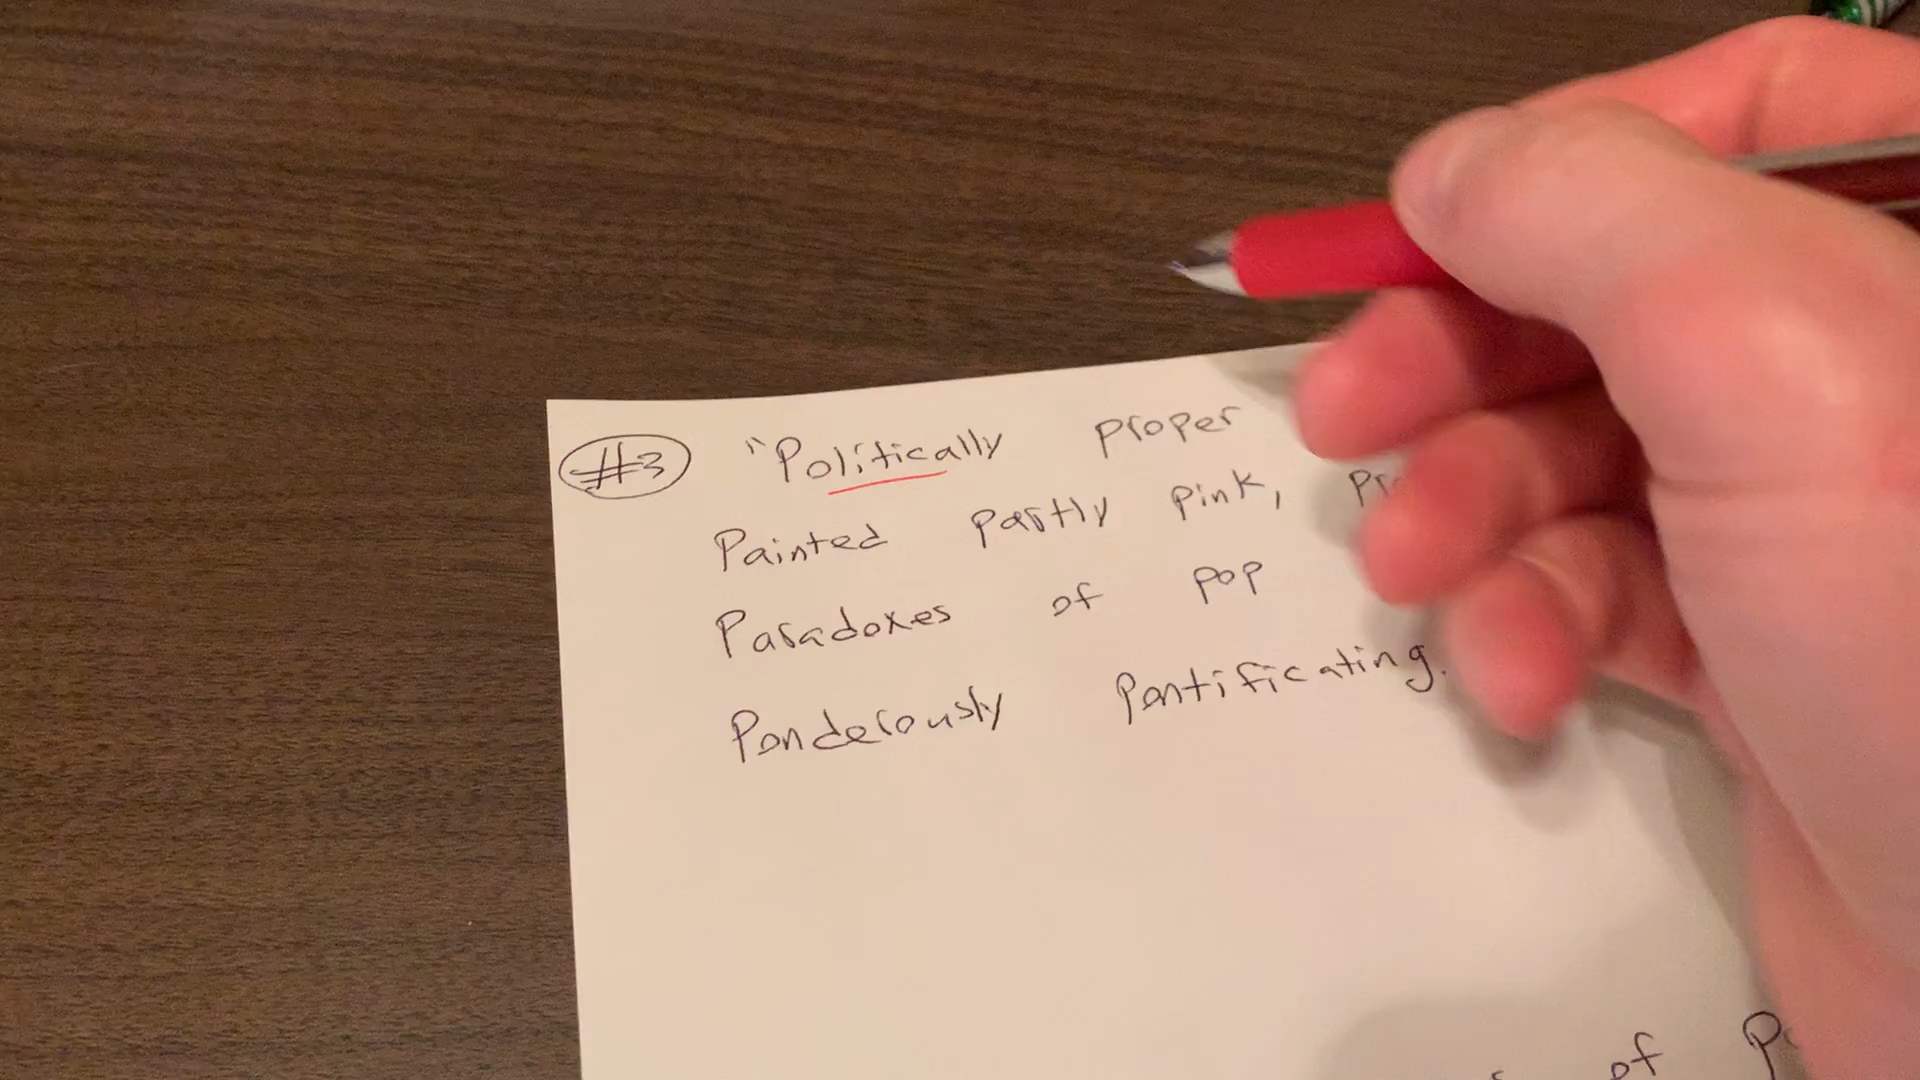 #3 "Politically proper
Painted partly pink,
Paradoxes of pop
Ponderously Pontificating.
of